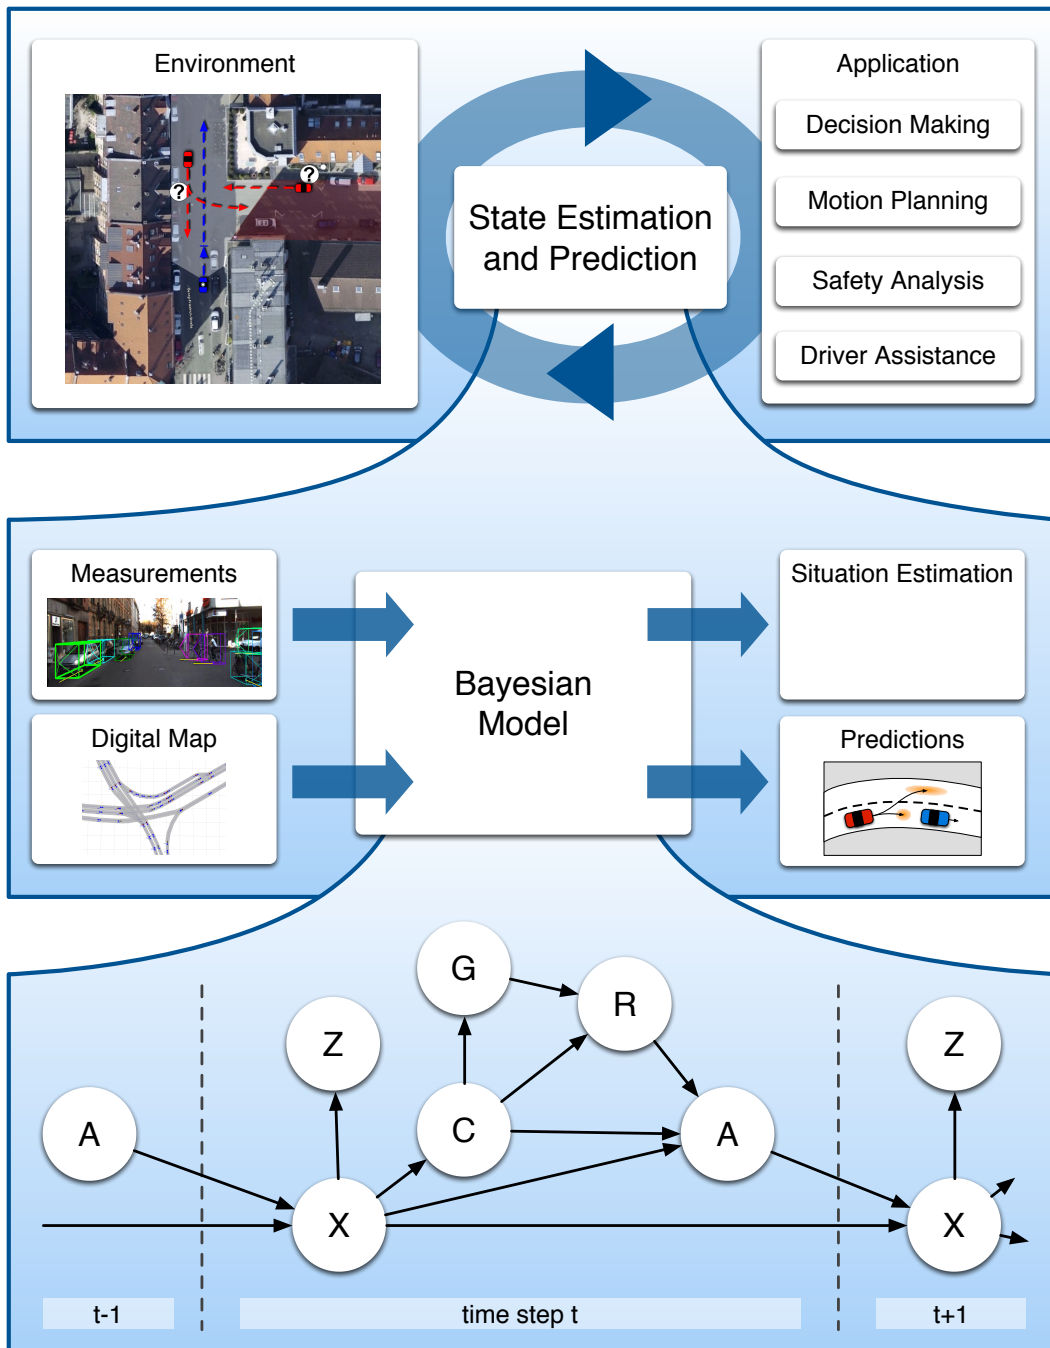 Environment
?
?
State Estimation
and Prediction
Application
Decision Making
Motion Planning
Safety Analysis
Driver Assistance
Measurements
Digital Map
Bayesian
Model
Situation Estimation
Predictions
G
R
Z
Z
A
C
A
X
X
t-1
time step t
t+1